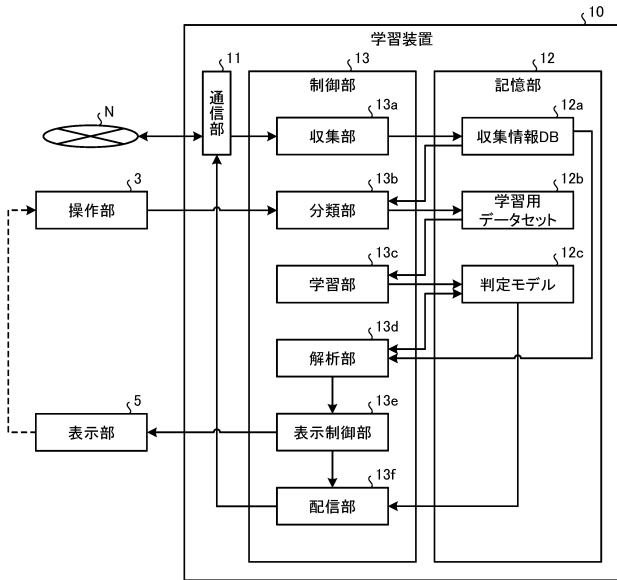 10
学習装置
11
13
12
通信部
制御部
記憶部
N
13a
12a
収集部
収集情報DB
3
13b
12b
操作部
分類部
学習用
データセット
13c
12c
学習部
判定モデル
13d
解析部
5
13e
表示部
表示制御部
13f
配信部